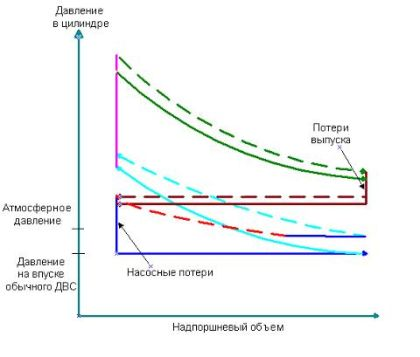 Давление
в цилиндре
Потери
выпуска
Атмосферное
давление
Давление
на впуске
обычного ДВС
Насосные потери
Надпоршневый объем